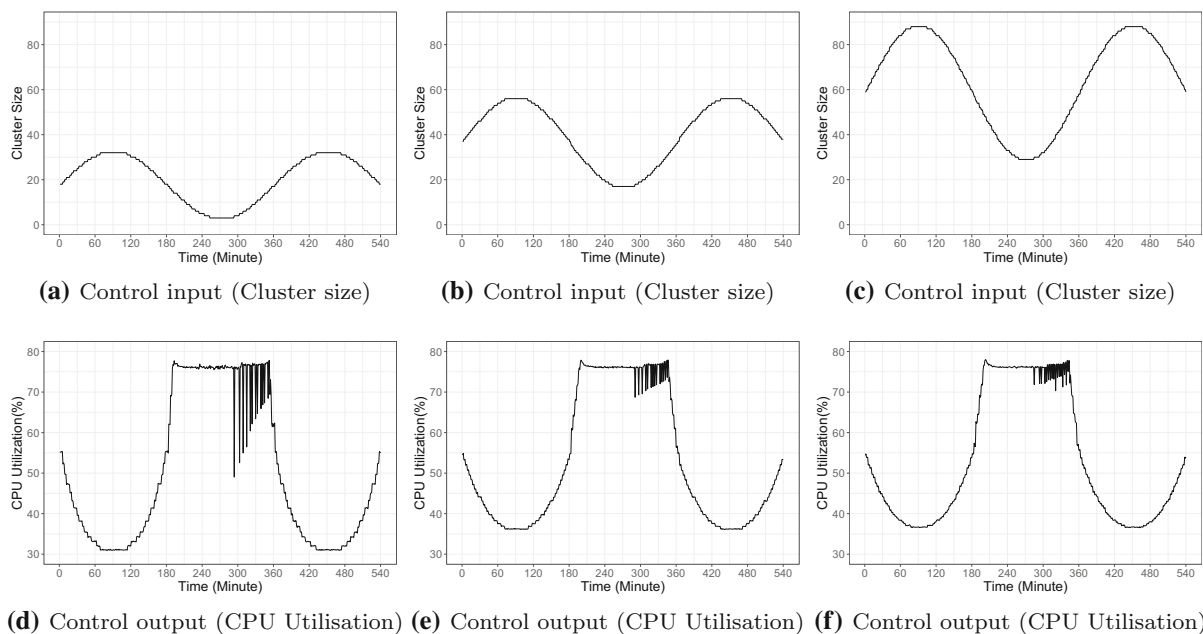 Cluster Size
80
60
40
20
0
0 60 120 180 240 300 360 420 480 540
Time (Minute)
(a) Control input (Cluster size)
Cluster Size
80
60
40
20
0
0 60 120 180 240 300 360 420 480 540
Time (Minute)
(b) Control input (Cluster size)
Cluster Size
80
60
40
20
0
0 60 120 180 240 300 360 420 480 540
Time (Minute)
(c) Control input (Cluster size)
CPU Utilization(%)
80
70
60
50
40
30
0 60 120 180 240 300 360 420 480 540
Time (Minute)
(d) Control output (CPU Utilisation)
CPU Utilization(%)
80
70
60
50
40
30
0 60 120 180 240 300 360 420 480 540
Time (Minute)
(e) Control output (CPU Utilisation)
CPU Utilization(%)
80
70
60
50
40
30
0 60 120 180 240 300 360 420 480 540
Time (Minute)
(f) Control output (CPU Utilisation)